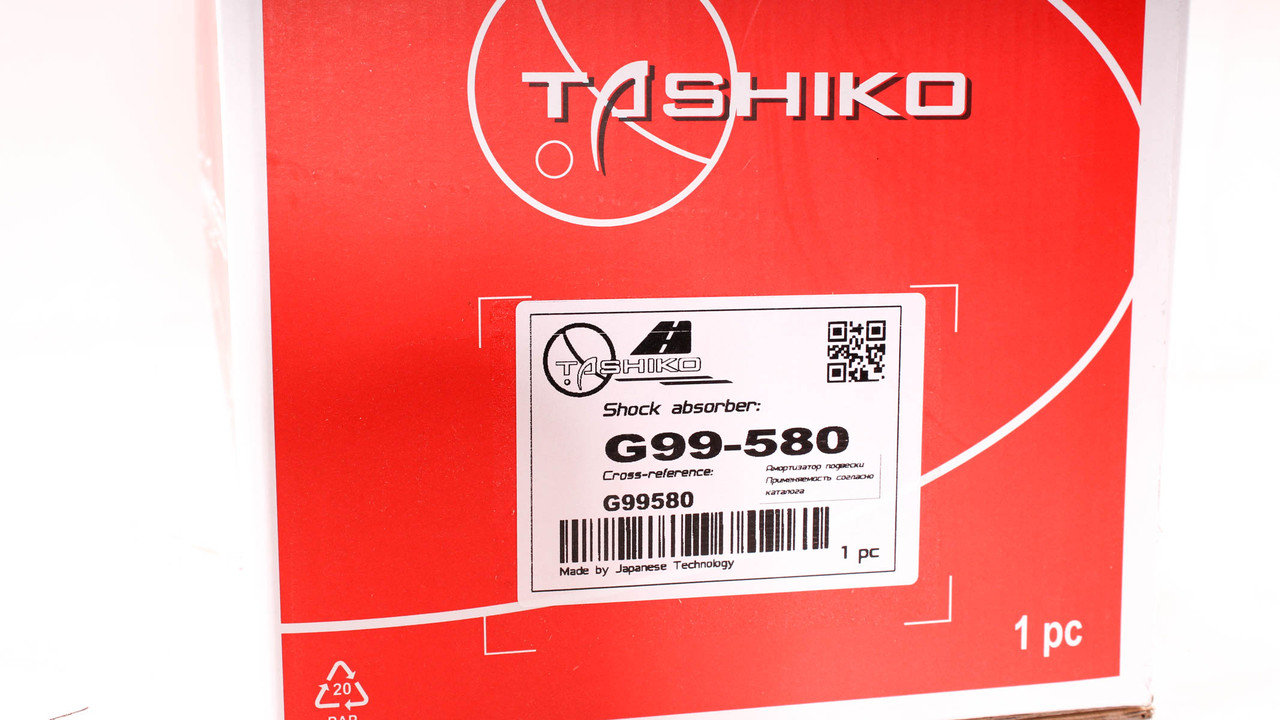 TASHIKO
TASHIKO
Shock absorber:
G99-580
Cross-reference:
Амортизатор подвески
Применяемость согласно
каталога
G99580
1 pc
Made by Japanese Technology
1 pc
20
PAP